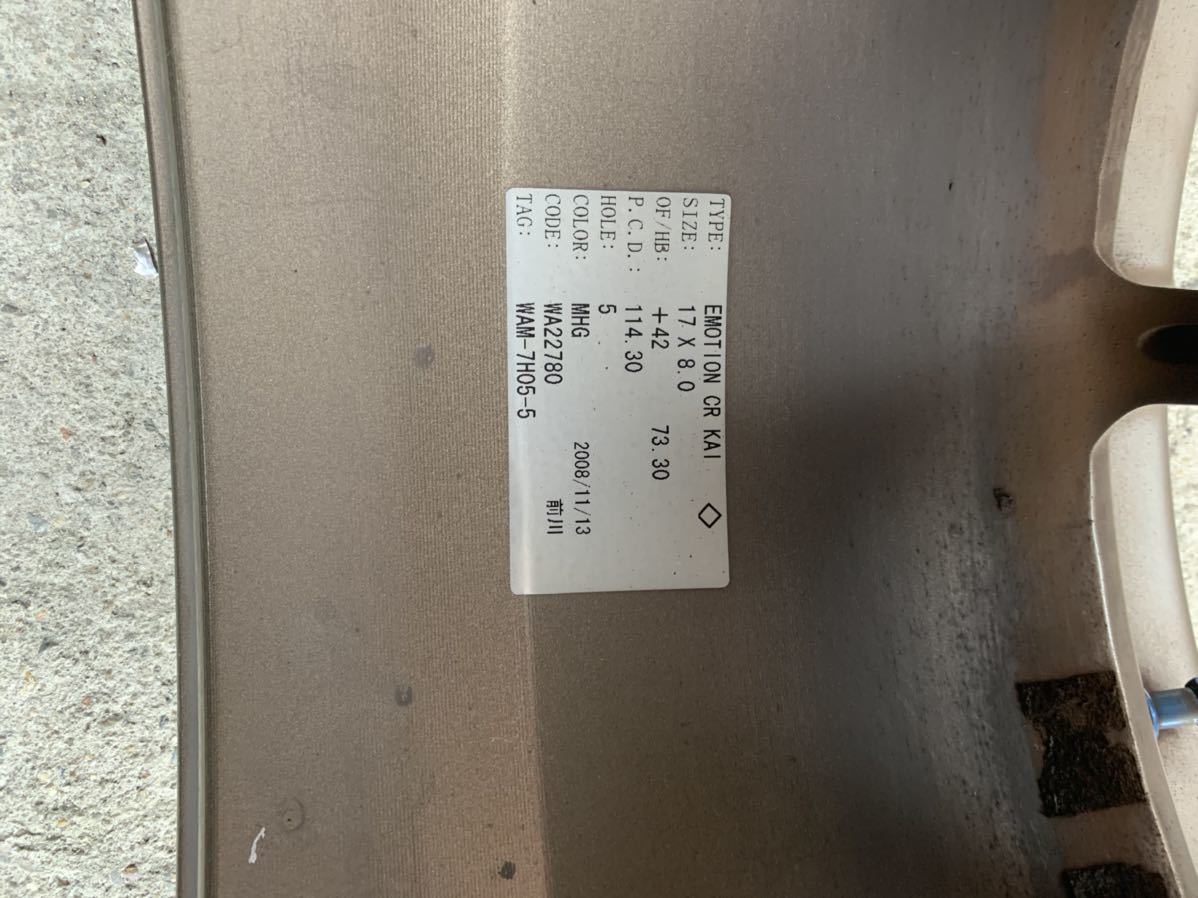 TYPE: EMOTION CR KAI ◇
SIZE: 17 X 8.0
OF/HB: +42 73.30
P.C.D.: 114.30
HOLE: 5
COLOR: MHG 2008/11/13
CODE: WA22780 前川
TAG: WAM-7H05-5